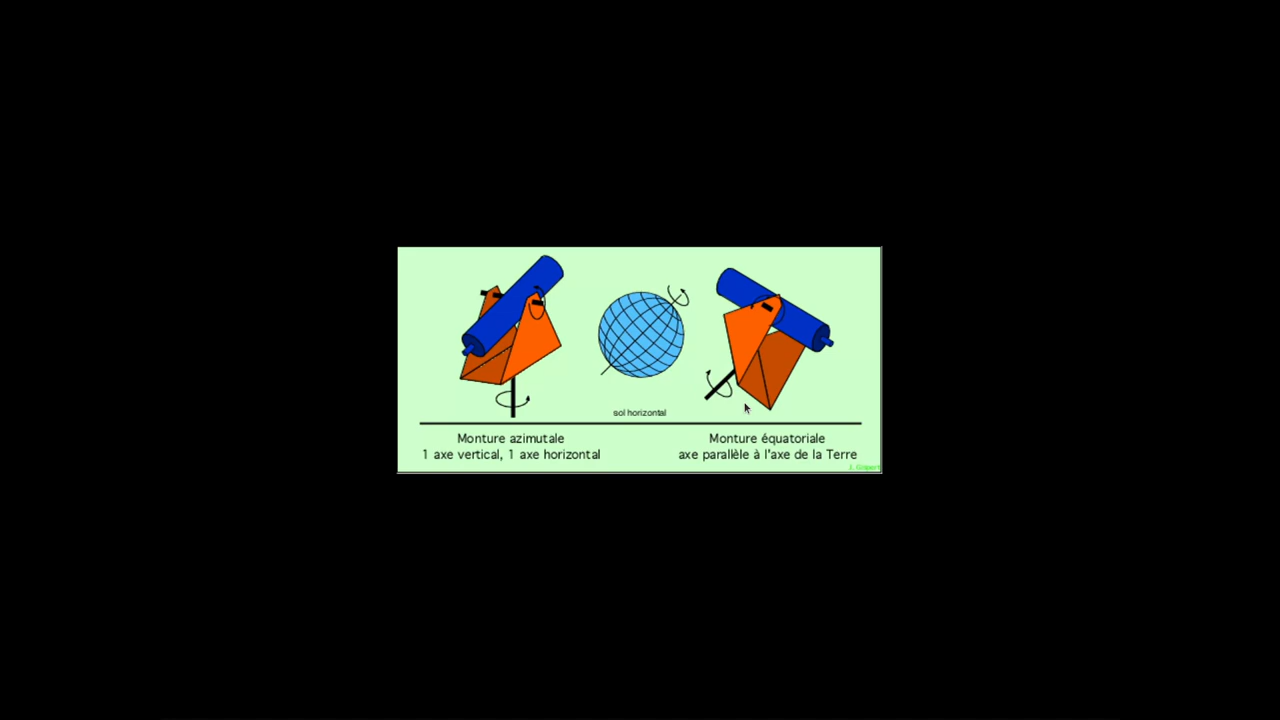 sol horizontal
Monture azimutale
1 axe vertical, 1 axe horizontal
Monture équatoriale
axe parallèle à l'axe de la Terre